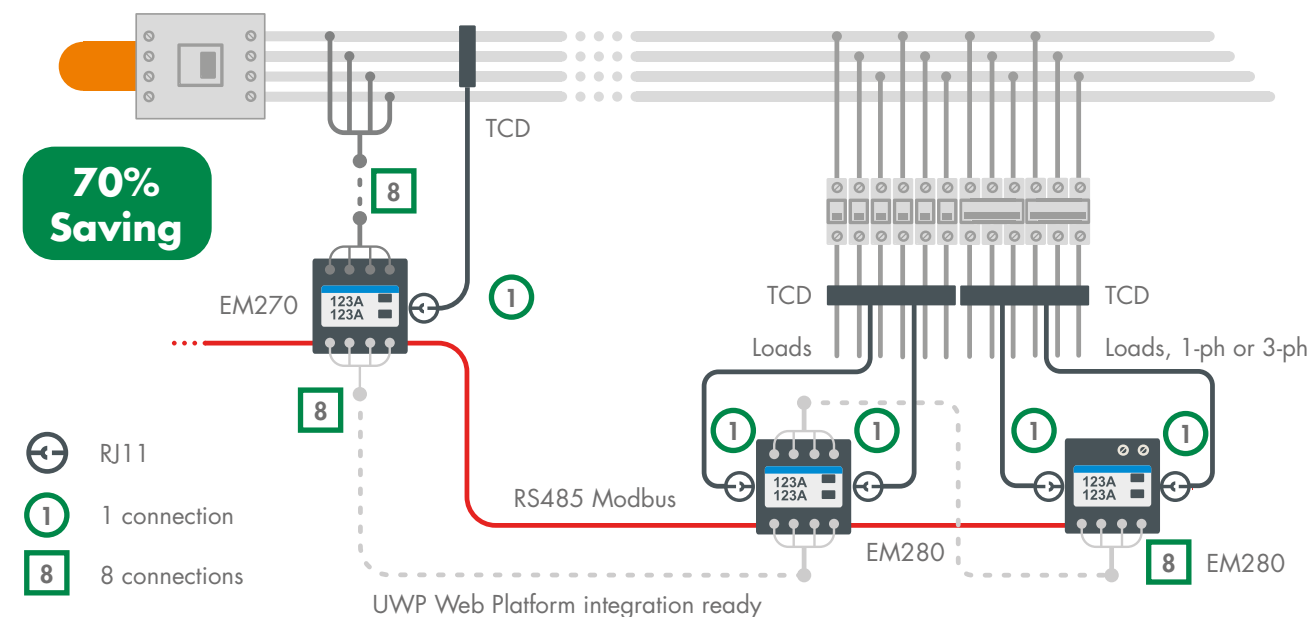 TCD
70%
Saving
8
EM270
123A
123A
1
TCD
TCD
Loads
Loads, 1-ph or 3-ph
8
1
1
1
1
RJ11
123A
123A
123A
123A
1
1 connection
RS485 Modbus
EM280
8
EM280
8
8 connections
UWP Web Platform integration ready